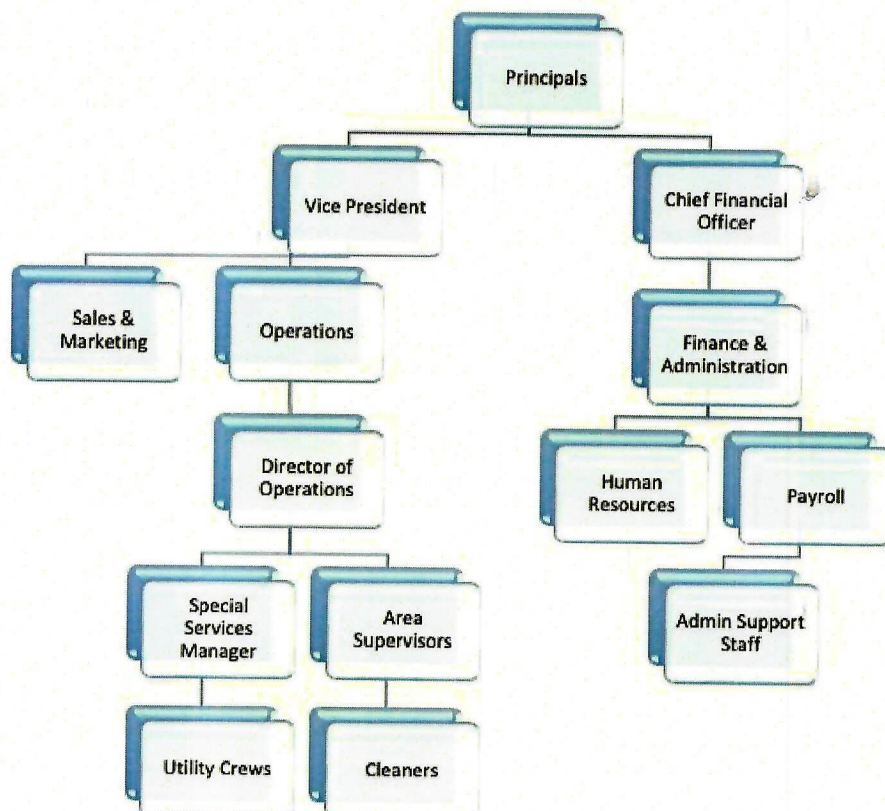 Principals
Vice President
Chief Financial
Officer
Sales &
Marketing
Operations
Finance &
Administration
Director of
Operations
Human
Resources
Payroll
Special
Services
Manager
Area
Supervisors
Admin Support
Staff
Utility Crews
Cleaners